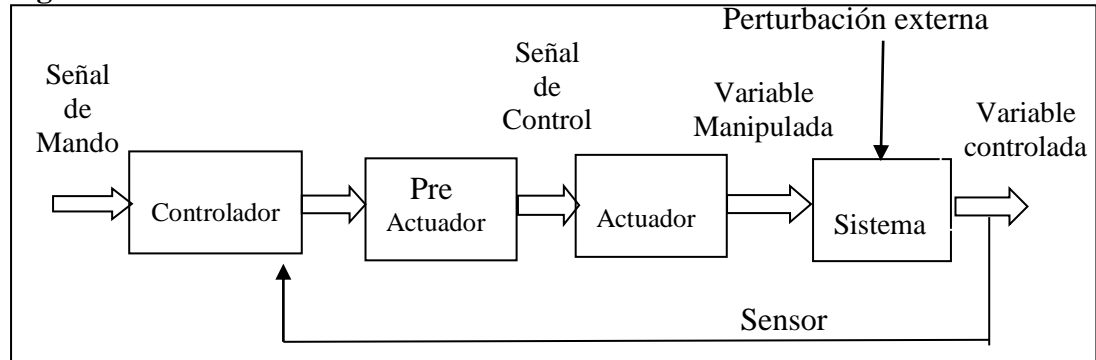 Perturbación externa
Señal
de
Mando
Señal
de
Control
Variable
Manipulada
Variable
controlada
Controlador
Pre
Actuador
Actuador
Sistema
Sensor